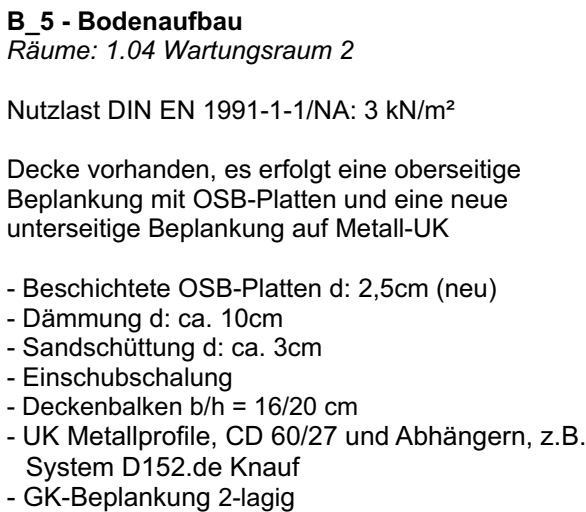 B_5 - Bodenaufbau
Räume: 1.04 Wartungsraum 2
Nutzlast DIN EN 1991-1-1/NA: 3 kN/m²
Decke vorhanden, es erfolgt eine oberseitige
Beplankung mit OSB-Platten und eine neue
unterseitige Beplankung auf Metall-UK
- Beschichtete OSB-Platten d: 2,5cm (neu)
- Dämmung d: ca. 10cm
- Sandschüttung d: ca. 3cm
- Einschubschalung
- Deckenbalken b/h = 16/20 cm
- UK Metallprofile, CD 60/27 und Abhängern, z.B.
System D152.de Knauf
- GK-Beplankung 2-lagig